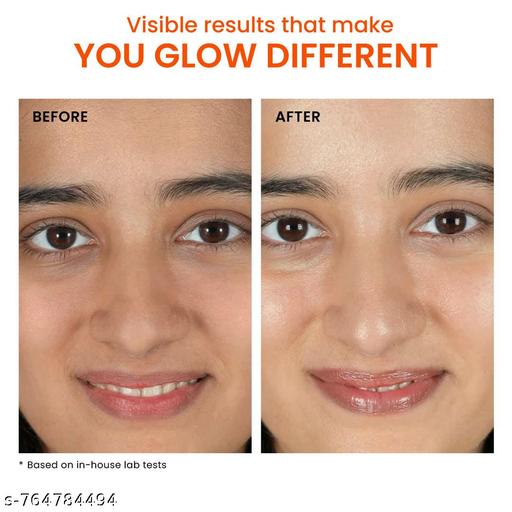 Visible results that make
YOU GLOW DIFFERENT
BEFORE
AFTER
* Based on in-house lab tests
s-764784494